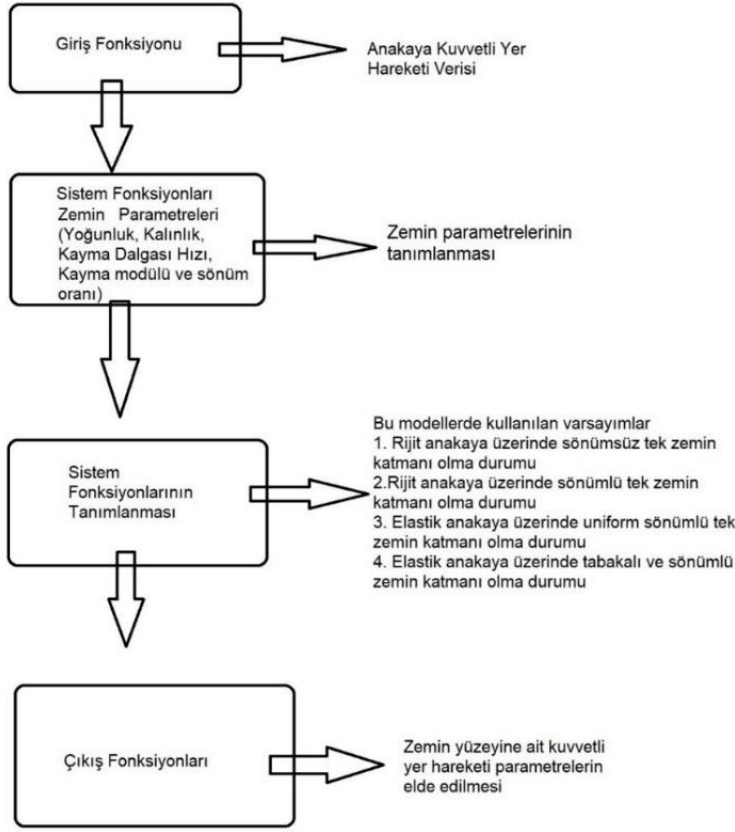 Giriş Fonksiyonu
Anakaya Kuvvetli Yer
Hareketi Verisi
Sistem Fonksiyonları
Zemin Parametreleri
(Yoğunluk, Kalınlık,
Kayma Dalgası Hızı,
Kayma modülü ve sönüm
oranı)
Zemin parametrelerinin
tanımlanması
Sistem
Fonksiyonlarının
Tanımlanması
Bu modellerde kullanılan varsayımlar
1. Rijit anakaya üzerinde sönümsüz tek zemin
katmanı olma durumu
2.Rijit anakaya üzerinde sönümlü tek zemin
katmanı olma durumu
3. Elastik anakaya üzerinde uniform sönümlü tek
zemin katmanı olma durumu
4. Elastik anakaya üzerinde tabakalı ve sönümlü
zemin katmanı olma durumu
Çıkış Fonksiyonları
Zemin yüzeyine ait kuvvetli
yer hareketi parametrelerin
elde edilmesi